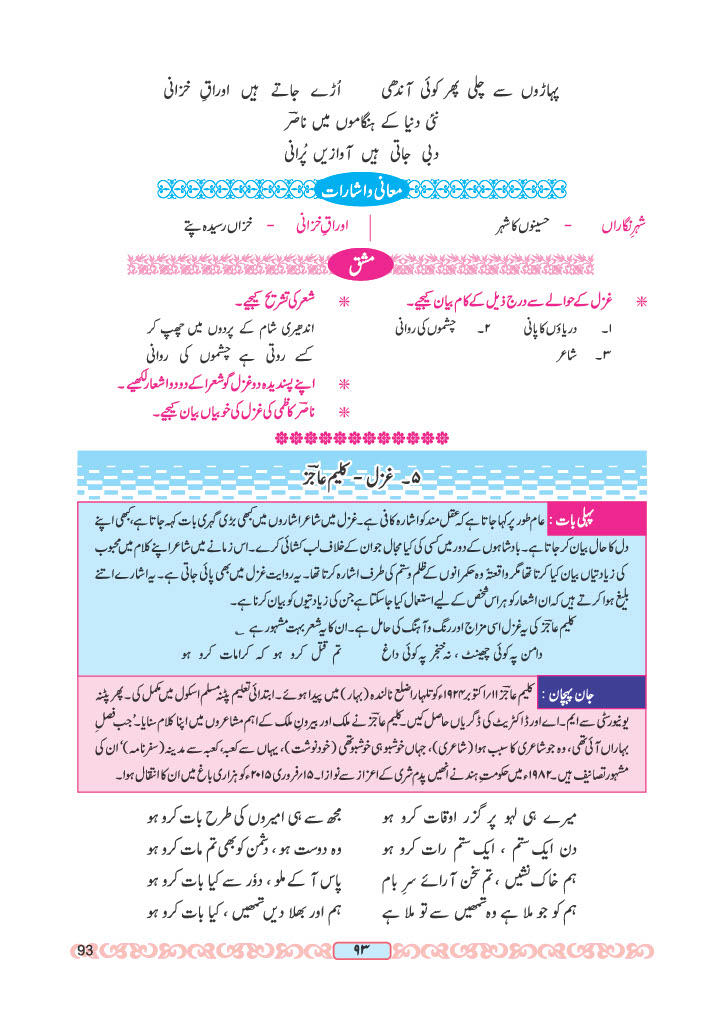 پہاڑوں سے چلی پھر کوئی آندھی اُڑے جاتے ہیں اوراقِ خزانی
نئی دنیا کے ہنگاموں میں ناصرؔ
دبی جاتی ہیں آوازیں پُرانی
معانی و اشارات
شہرِنگاراں - حسینوں کا شہر
اوراقِ خزانی - خزاں رسیدہ پتے
مشق
* غزل کے حوالے سے درج ذیل کے کام بیان کیجیے۔
۱۔ دریاؤں کا پانی ۲۔ چشموں کی روانی
۳۔ شاعر
* شعر کی تشریح کیجیے۔
اندھیری شام کے پردوں میں چھپ کر
کسے روتی ہے چشموں کی روانی
* اپنے پسندیدہ دو غزل گو شعرا کے دو دو اشعار لکھیے۔
* ناصرؔ کاظمی کی غزل کی خوبیاں بیان کیجیے۔
۵۔ غزل - کلیم عاجزؔ
پہلی بات : عام طور پر کہا جاتا ہے کہ عقل مند کو اشارہ کافی ہے۔ غزل میں شاعر اشاروں میں کبھی بڑی گہری بات کہہ جاتا ہے، کبھی اپنے
دل کا حال بیان کر جاتا ہے۔ بادشاہوں کے دور میں کسی کی کیا مجال جو ان کے خلاف لب کشائی کرے۔ اس زمانے میں شاعر اپنے کلام میں محبوب
کی زیادتیاں بیان کیا کرتا تھا مگر واقعتہً وہ حکمرانوں کے ظلم و ستم کی طرف اشارہ کرتا تھا۔ یہ روایت غزل میں بھی پائی جاتی ہے۔ یہ اشارے اتنے
بلیغ ہوا کرتے ہیں کہ ان اشعار کو ہر اس شخص کے لیے استعمال کیا جاسکتا ہے جن کی زیادتیوں کو بیان کرنا ہے۔
کلیم عاجزؔ کی یہ غزل اسی مزاج اور رنگ و آہنگ کی حامل ہے۔ ان کا یہ شعر بہت مشہور ہے ؎
دامن پہ کوئی چھینٹ ، نہ خنجر پہ کوئی داغ تم قتل کرو ہو کہ کرامات کرو ہو
جان پہچان : کلیم عاجزؔ ۱۱؍اکتوبر ۱۹۲۴ء کو تلہارا ضلع نالندہ (بہار) میں پیدا ہوئے۔ ابتدائی تعلیم پٹنہ مسلم اسکول میں مکمل کی۔ پھر پٹنہ
یونیورسٹی سے ایم۔اے اور ڈاکٹریٹ کی ڈگریاں حاصل کیں۔ کلیم عاجزؔ نے ملک اور بیرونِ ملک کے اہم مشاعروں میں اپنا کلام سنایا۔ ’جب فصلِ
بہاراں آئی تھی، وہ جو شاعری کا سبب ہوا (شاعری)، جہاں خوشبو ہی خوشبو تھی (خودنوشت)، یہاں سے کعبہ، کعبہ سے مدینہ (سفرنامہ)‘ ان کی
مشہور تصانیف ہیں۔ ۱۹۸۲ء میں حکومتِ ہند نے انھیں پدم شری کے اعزاز سے نوازا۔ ۱۵؍فروری ۲۰۱۵ء کو ہزاری باغ میں ان کا انتقال ہوا۔
میرے ہی لہو پر گزر اوقات کرو ہو مجھ سے ہی امیروں کی طرح بات کرو ہو
دن ایک ستم ، ایک ستم رات کرو ہو وہ دوست ہو ، دشمن کو بھی تم مات کرو ہو
ہم خاک نشیں ، تم سخن آرائے سرِ بام پاس آ کے ملو ، دُور سے کیا بات کرو ہو
ہم کو جو ملا ہے وہ تمھیں سے تو ملا ہے ہم اور بھلا دیں تمھیں ، کیا بات کرو ہو
۹۳
93